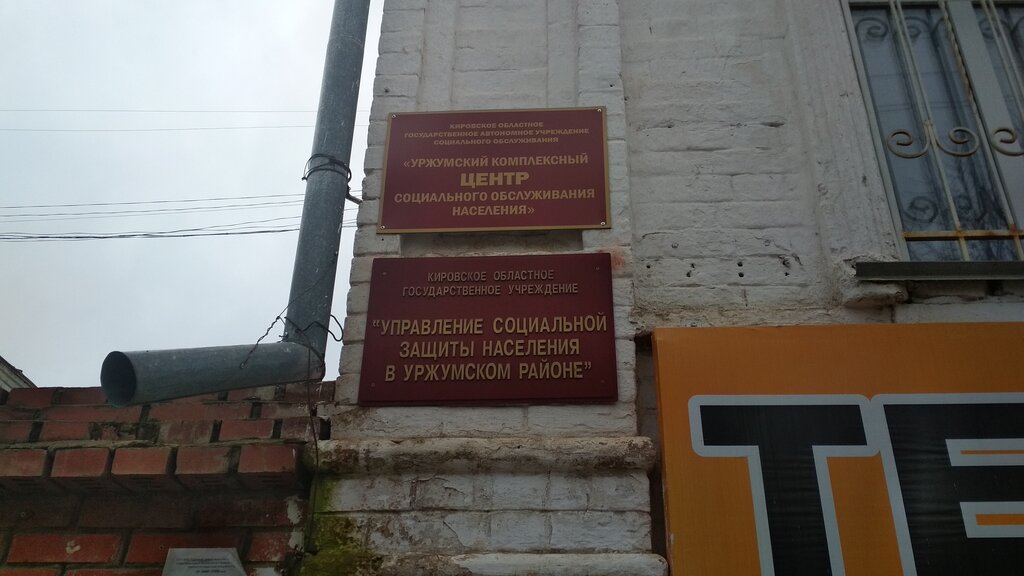 КИРОВСКОЕ ОБЛАСТНОЕ
ГОСУДАРСТВЕННОЕ АВТОНОМНОЕ УЧРЕЖДЕНИЕ
СОЦИАЛЬНОГО ОБСЛУЖИВАНИЯ
«УРЖУМСКИЙ КОМПЛЕКСНЫЙ
ЦЕНТР
СОЦИАЛЬНОГО ОБСЛУЖИВАНИЯ
НАСЕЛЕНИЯ»
КИРОВСКОЕ ОБЛАСТНОЕ
ГОСУДАРСТВЕННОЕ УЧРЕЖДЕНИЕ
“УПРАВЛЕНИЕ СОЦИАЛЬНОЙ
ЗАЩИТЫ НАСЕЛЕНИЯ
В УРЖУМСКОМ РАЙОНЕ”
ТЕ